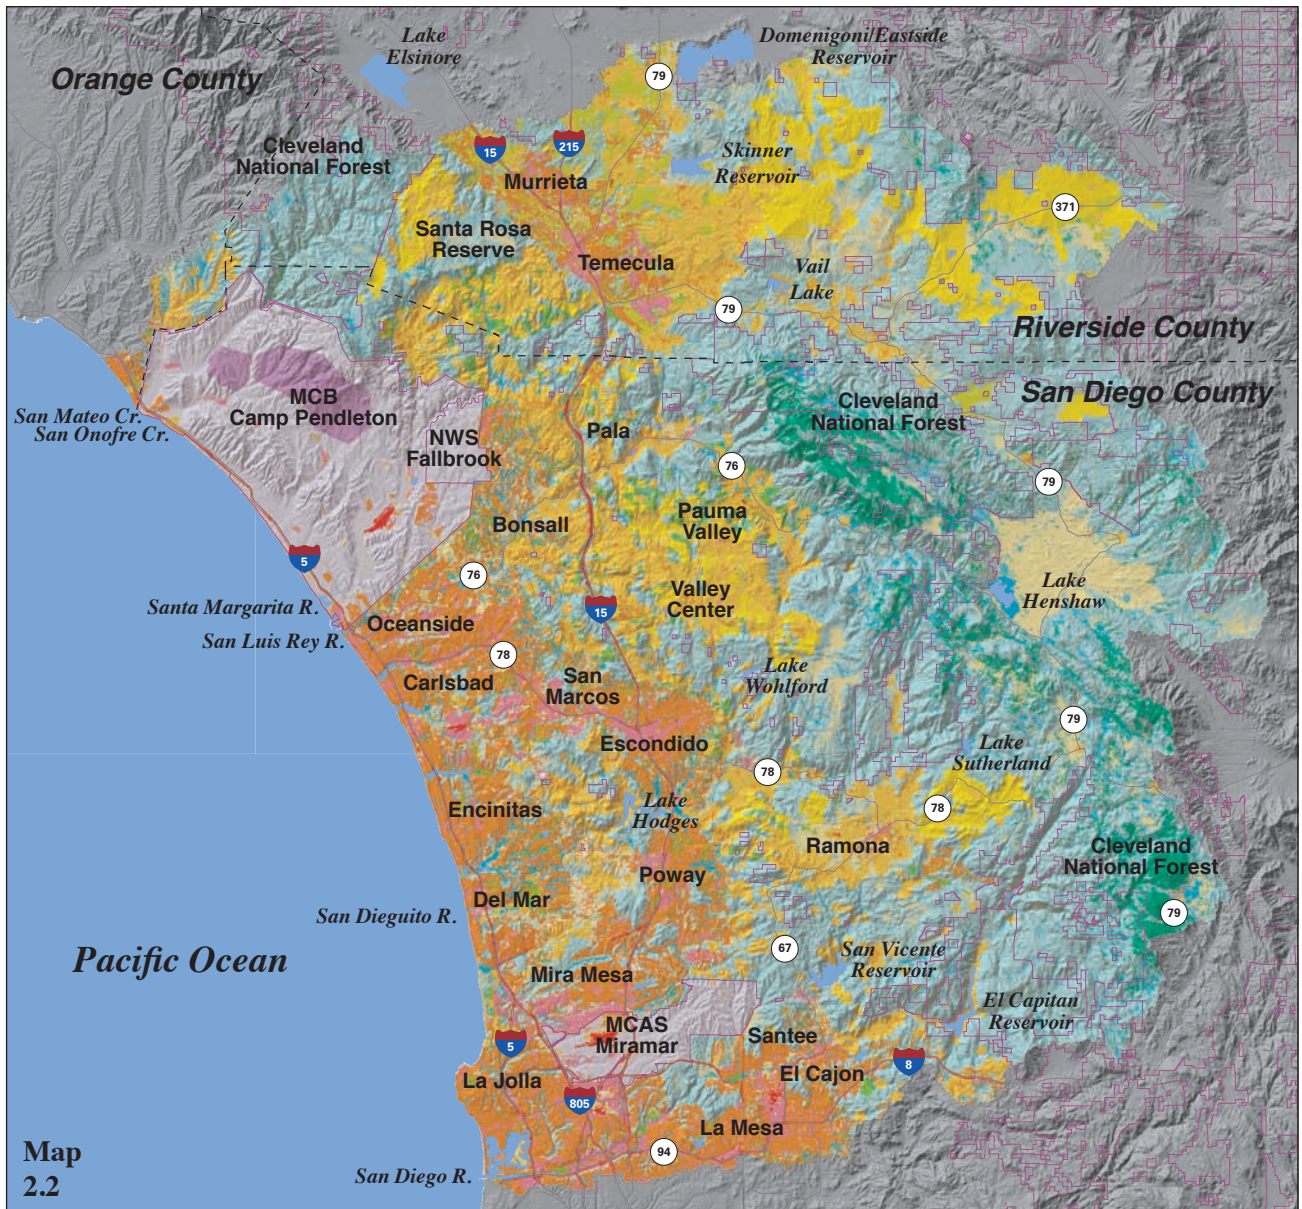 Lake
Elsinore
Domenigoni/Eastside
Reservoir
Orange County
79
Cleveland
National Forest
15
215
Skinner
Reservoir
Murrieta
371
Santa Rosa
Reserve
Temecula
Vail
Lake
79
Riverside County
San Diego County
MCB
Camp Pendleton
Cleveland
National Forest
San Mateo Cr.
San Onofre Cr.
NWS
Fallbrook
Pala
76
79
Bonsall
Pauma
Valley
5
76
Valley
Center
Lake
Henshaw
Santa Margarita R.
15
Oceanside
San Luis Rey R.
78
Carlsbad
San
Marcos
Lake
Wohlford
79
Escondido
Lake
Sutherland
78
Encinitas
Lake
Hodges
78
Ramona
Cleveland
National Forest
Poway
Del Mar
79
San Dieguito R.
Pacific Ocean
67
San Vicente
Reservoir
Mira Mesa
El Capitan
Reservoir
MCAS
Miramar
Santee
5
La Jolla
El Cajon
8
805
La Mesa
94
Map
2.2
San Diego R.